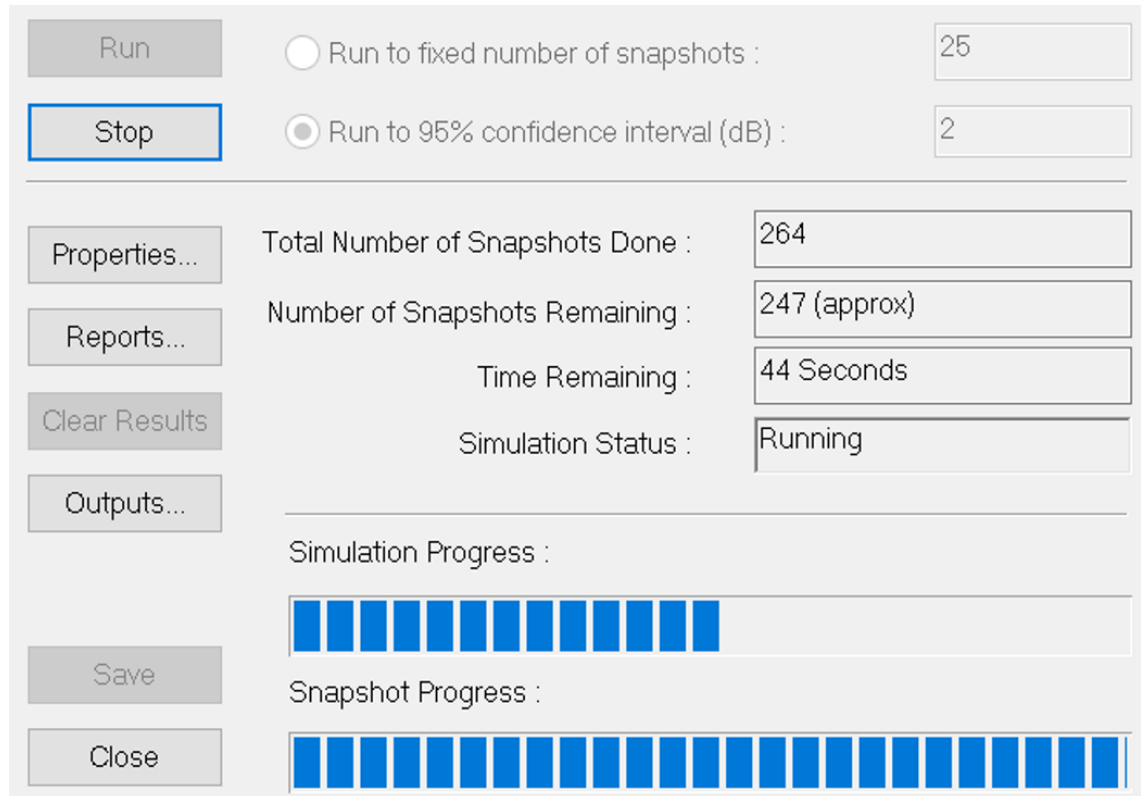 Run
Run to fixed number of snapshots :
25
Stop
Run to 95% confidence interval (dB) :
2
Properties...
Total Number of Snapshots Done :
264
Reports...
Number of Snapshots Remaining :
247 (approx)
Time Remaining :
44 Seconds
Clear Results
Simulation Status :
Running
Outputs...
Simulation Progress :
Save
Snapshot Progress :
Close